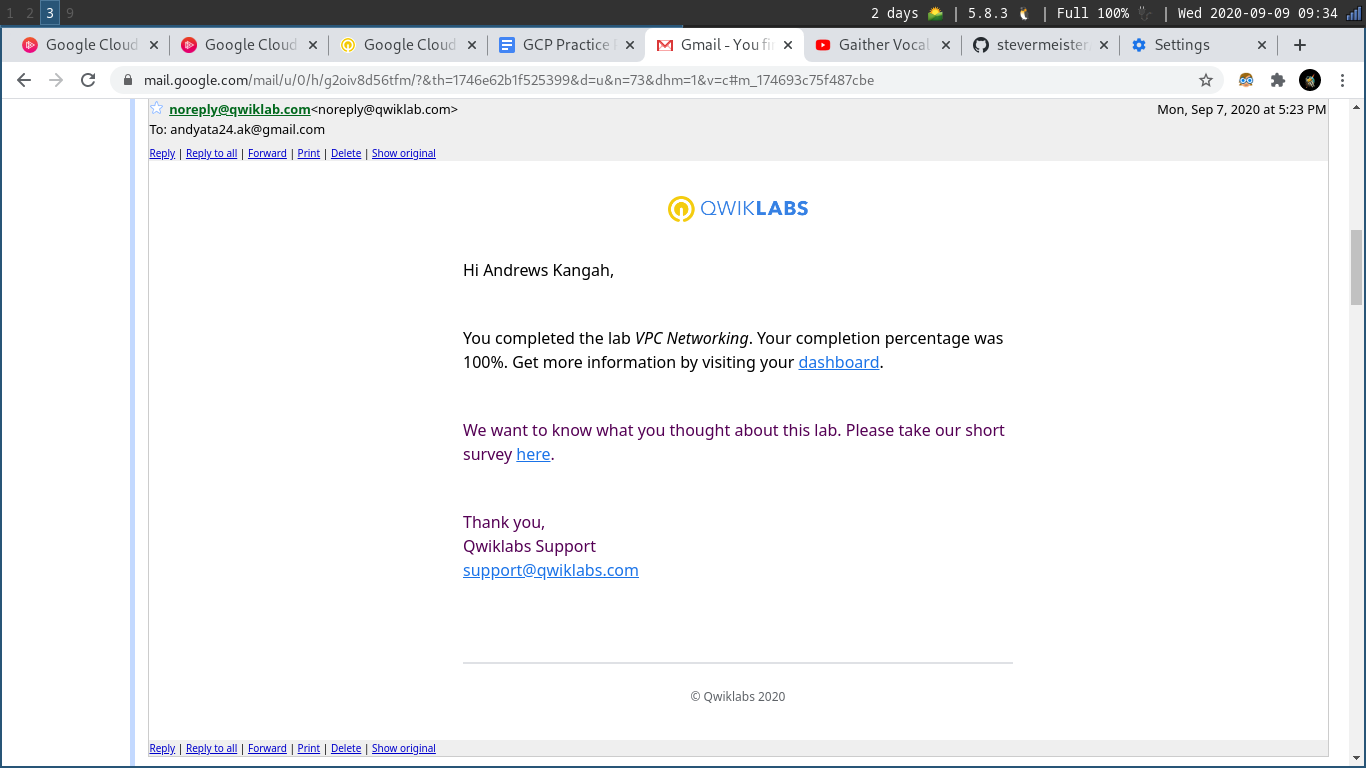 1 2 3 9 2 days | 5.8.3 | Full 100% | Wed 2020-09-09 09:34
Google Cloud Google Cloud Google Cloud GCP Practice Gmail - You fi Gaither Vocal stevermeister Settings
mail.google.com/mail/u/0/h/g2oiv8d56tfm/?&th=1746e62b1f525399&d=u&n=73&dhm=1&v=c#m_174693c75f487cbe
noreply@qwiklab.com<noreply@qwiklab.com> Mon, Sep 7, 2020 at 5:23 PM
To: andyata24.ak@gmail.com
Reply | Reply to all | Forward | Print | Delete | Show original
QWIKLABS
Hi Andrews Kangah,
You completed the lab VPC Networking. Your completion percentage was
100%. Get more information by visiting your dashboard.
We want to know what you thought about this lab. Please take our short
survey here.
Thank you,
Qwiklabs Support
support@qwiklabs.com
© Qwiklabs 2020
Reply | Reply to all | Forward | Print | Delete | Show original